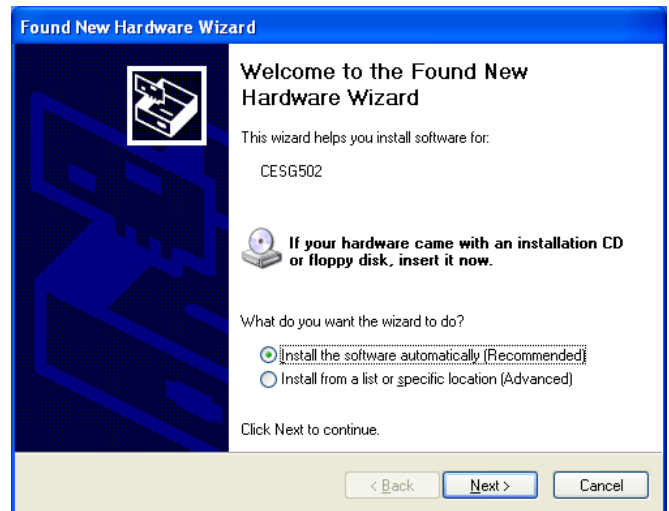 Found New Hardware Wizard
Welcome to the Found New
Hardware Wizard
This wizard helps you install software for:
CESG502
If your hardware came with an installation CD
or floppy disk, insert it now.
What do you want the wizard to do?
Install the software automatically (Recommended)
Install from a list or specific location (Advanced)
Click Next to continue.
< Back
Next >
Cancel